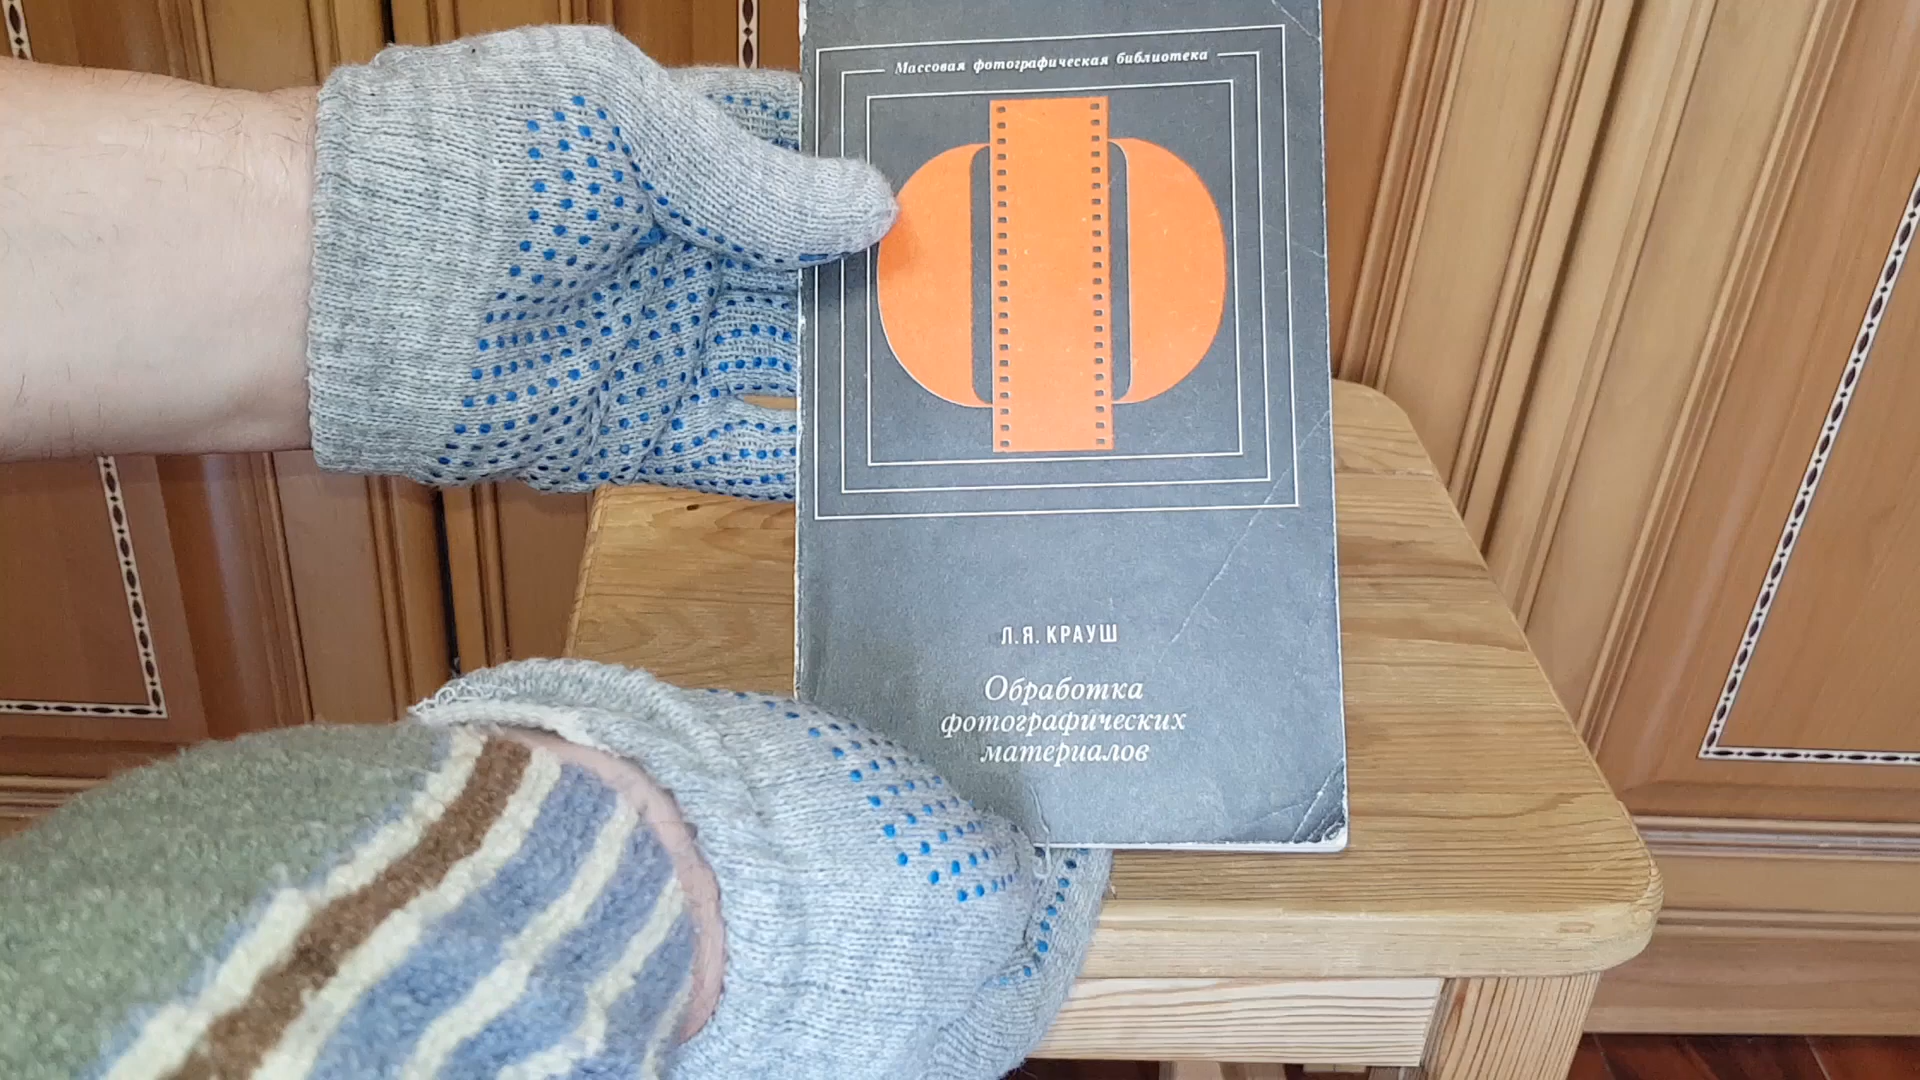 Массовая фотографическая библиотека
Л. Я. КРАУШ
Обработка
фотографических
материалов